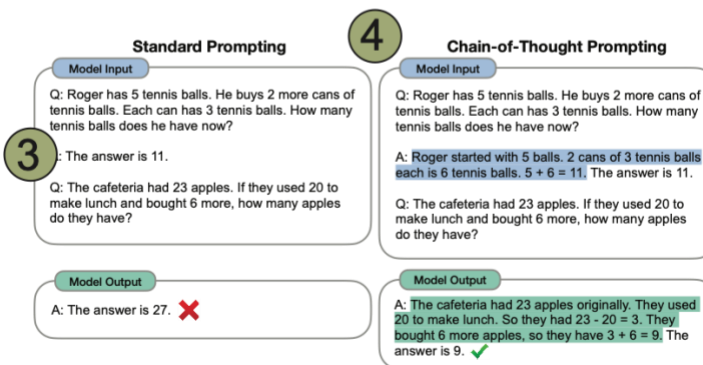 4
Standard Prompting
Model Input
Q: Roger has 5 tennis balls. He buys 2 more cans of
tennis balls. Each can has 3 tennis balls. How many
tennis balls does he have now?
3
: The answer is 11.
Q: The cafeteria had 23 apples. If they used 20 to
make lunch and bought 6 more, how many apples
do they have?
Model Output
A: The answer is 27.
Chain-of-Thought Prompting
Model Input
Q: Roger has 5 tennis balls. He buys 2 more cans of
tennis balls. Each can has 3 tennis balls. How many
tennis balls does he have now?
A: Roger started with 5 balls. 2 cans of 3 tennis balls
each is 6 tennis balls. 5 + 6 = 11. The answer is 11.
Q: The cafeteria had 23 apples. If they used 20 to
make lunch and bought 6 more, how many apples
do they have?
Model Output
A: The cafeteria had 23 apples originally. They used
20 to make lunch. So they had 23 - 20 = 3. They
bought 6 more apples, so they have 3 + 6 = 9. The
answer is 9.